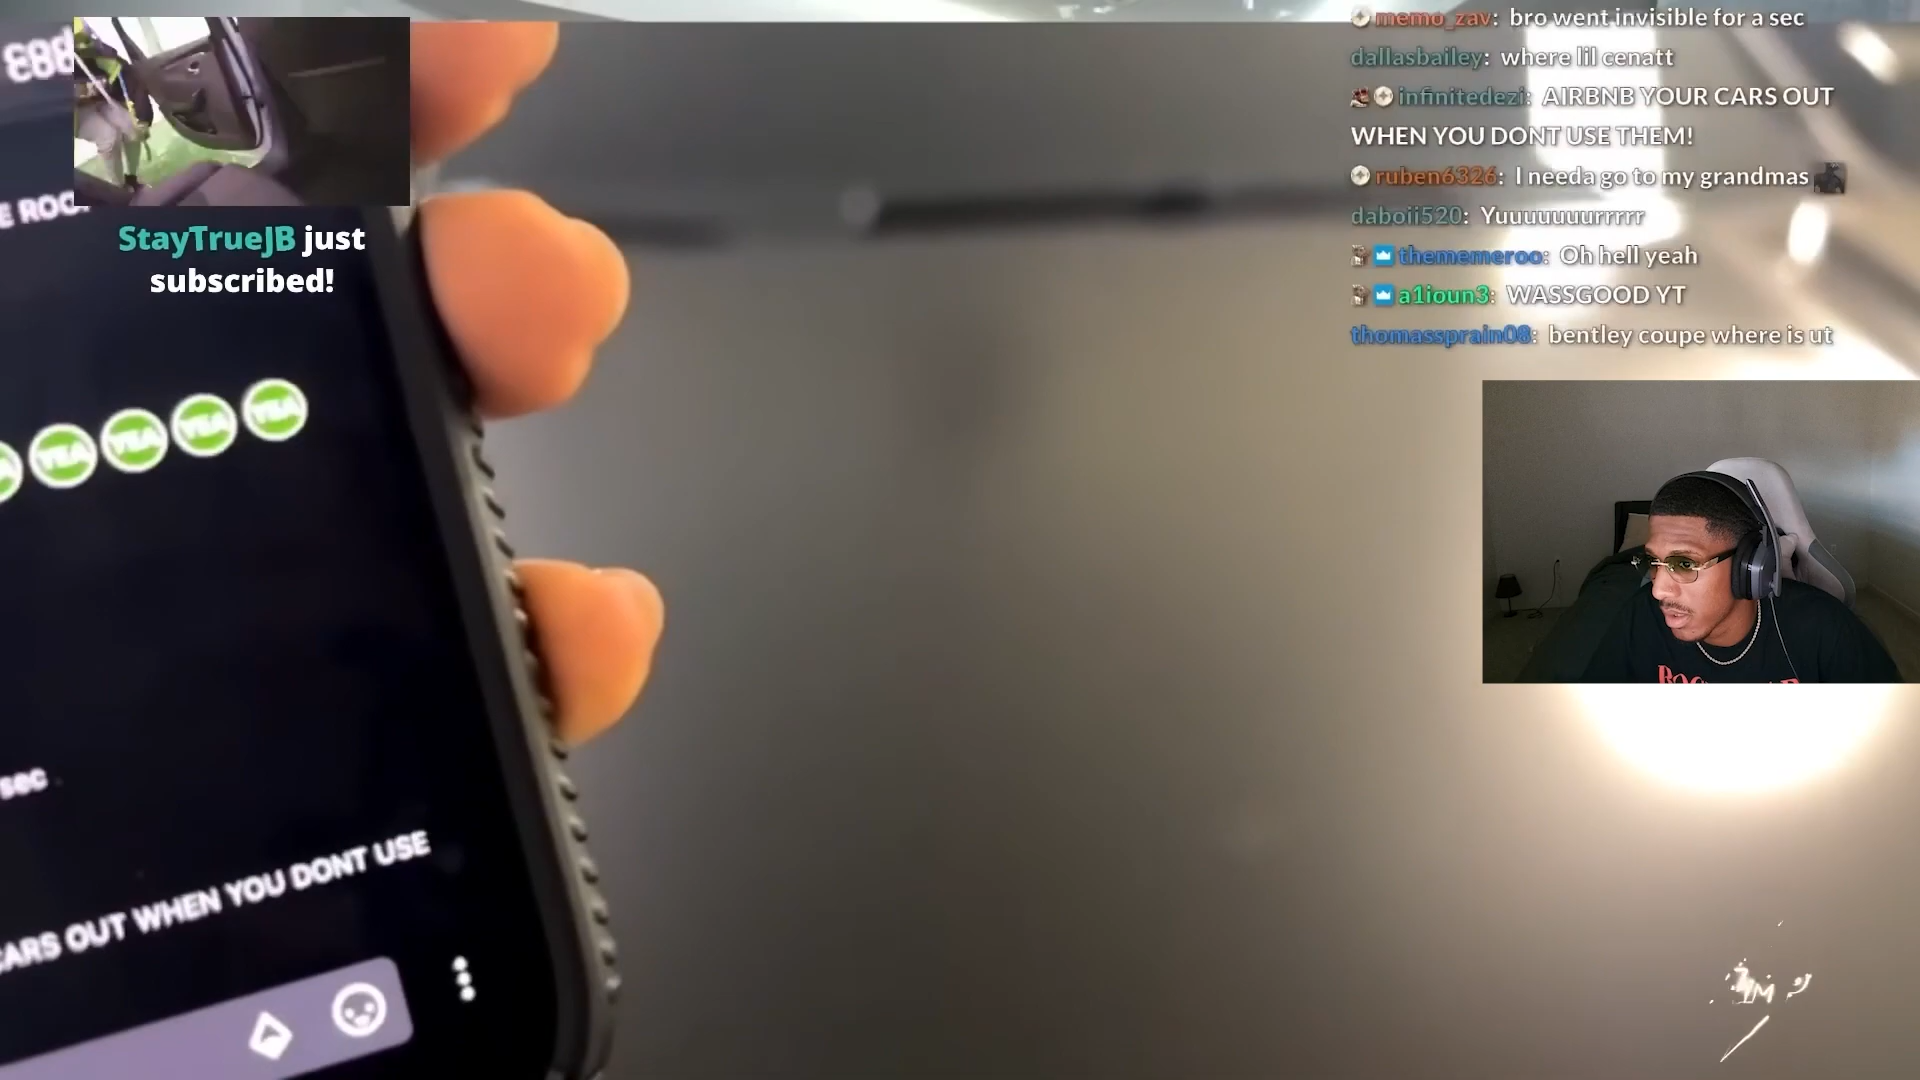 memo_zav: bro went invisible for a sec
dallasbailey: where lil cenatt
infinitedezi: AIRBNB YOUR CARS OUT
WHEN YOU DONT USE THEM!
ruben6326: I needa go to my grandmas
daboii520: Yuuuuuuurrrrr
thememeroo: Oh hell yeah
a1ioun3: WASSGOOD YT
thomassprain08: bentley coupe where is ut
StayTrueJB just
subscribed!
YEA YEA YEA YEA
sec
CARS OUT WHEN YOU DONT USE